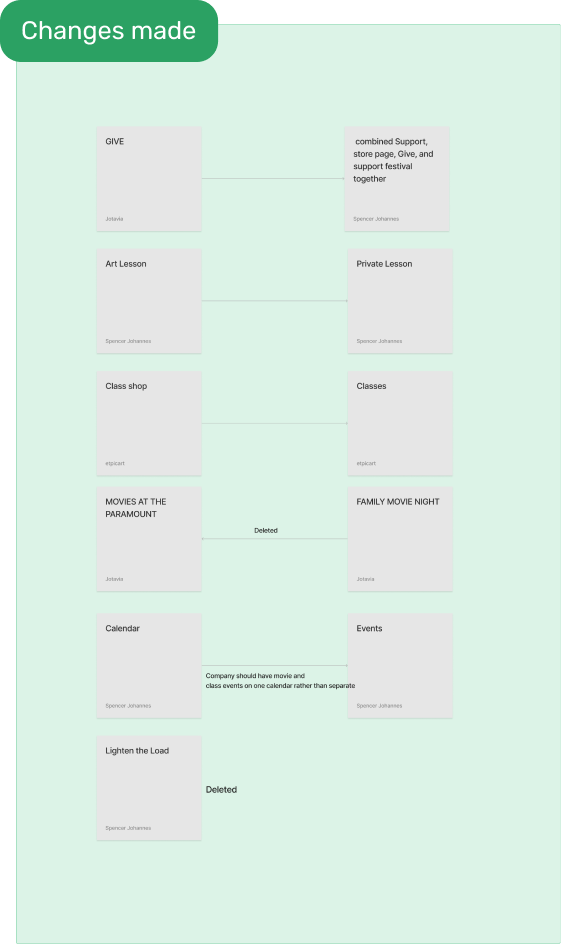 Changes made
GIVE
Jotavia
combined Support,
store page, Give, and
support festival
together
Spencer Johannes
Art Lesson
Spencer Johannes
Private Lesson
Spencer Johannes
Class shop
etpicart
Classes
etpicart
MOVIES AT THE
PARAMOUNT
Jotavia
Deleted
FAMILY MOVIE NIGHT
Jotavia
Calendar
Spencer Johannes
Company should have movie and
class events on one calendar rather than separate
Events
Spencer Johannes
Lighten the Load
Spencer Johannes
Deleted